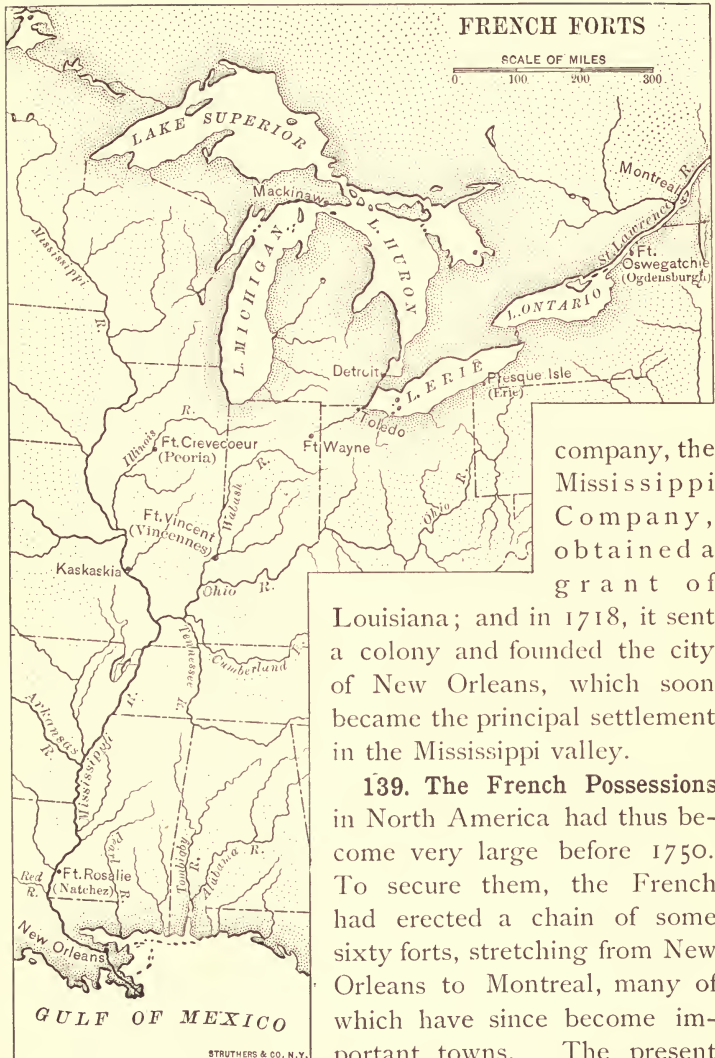 FRENCH FORTS
SCALE OF MILES
0 100 200 300
LAKE SUPERIOR
Mackinaw
L. HURON
L. MICHIGAN
Montreal
R.
St. Lawrence
Ft.
Oswegatchie
(Ogdensburgh)
L. ONTARIO
Mississippi
R.
Detroit
L. ERIE
Presque Isle
(Erie)
Toledo
Illinois
R.
Ft. Crevecoeur
(Peoria)
Ft. Wayne
Wabash
R.
Ohio
R.
Ft. Vincent
(Vincennes)
Kaskaskia
Ohio R.
Tennessee
R.
Cumberland
Arkansas
R.
Mississippi
R.
Pearl
R.
Tombigby
R.
Alabama R.
Red
R.
Ft. Rosalie
(Natchez)
New Orleans
GULF OF MEXICO
STRUTHERS & CO. N.Y.
company, the
Mississippi
Company,
obtained a
grant of
Louisiana; and in 1718, it sent
a colony and founded the city
of New Orleans, which soon
became the principal settlement
in the Mississippi valley.
139. The French Possessions
in North America had thus be-
come very large before 1750.
To secure them, the French
had erected a chain of some
sixty forts, stretching from New
Orleans to Montreal, many of
which have since become im-
portant towns. The present